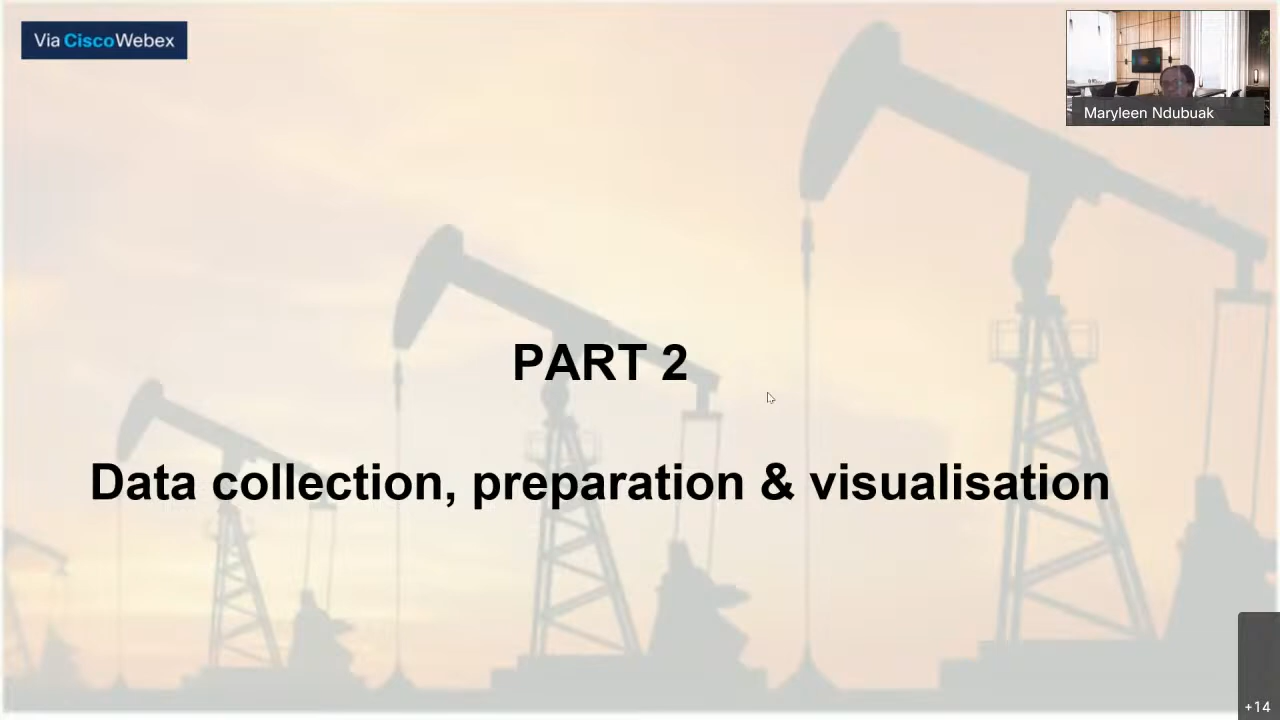 Via CiscoWebex
Maryleen Ndubuak
PART 2
Data collection, preparation & visualisation
+14